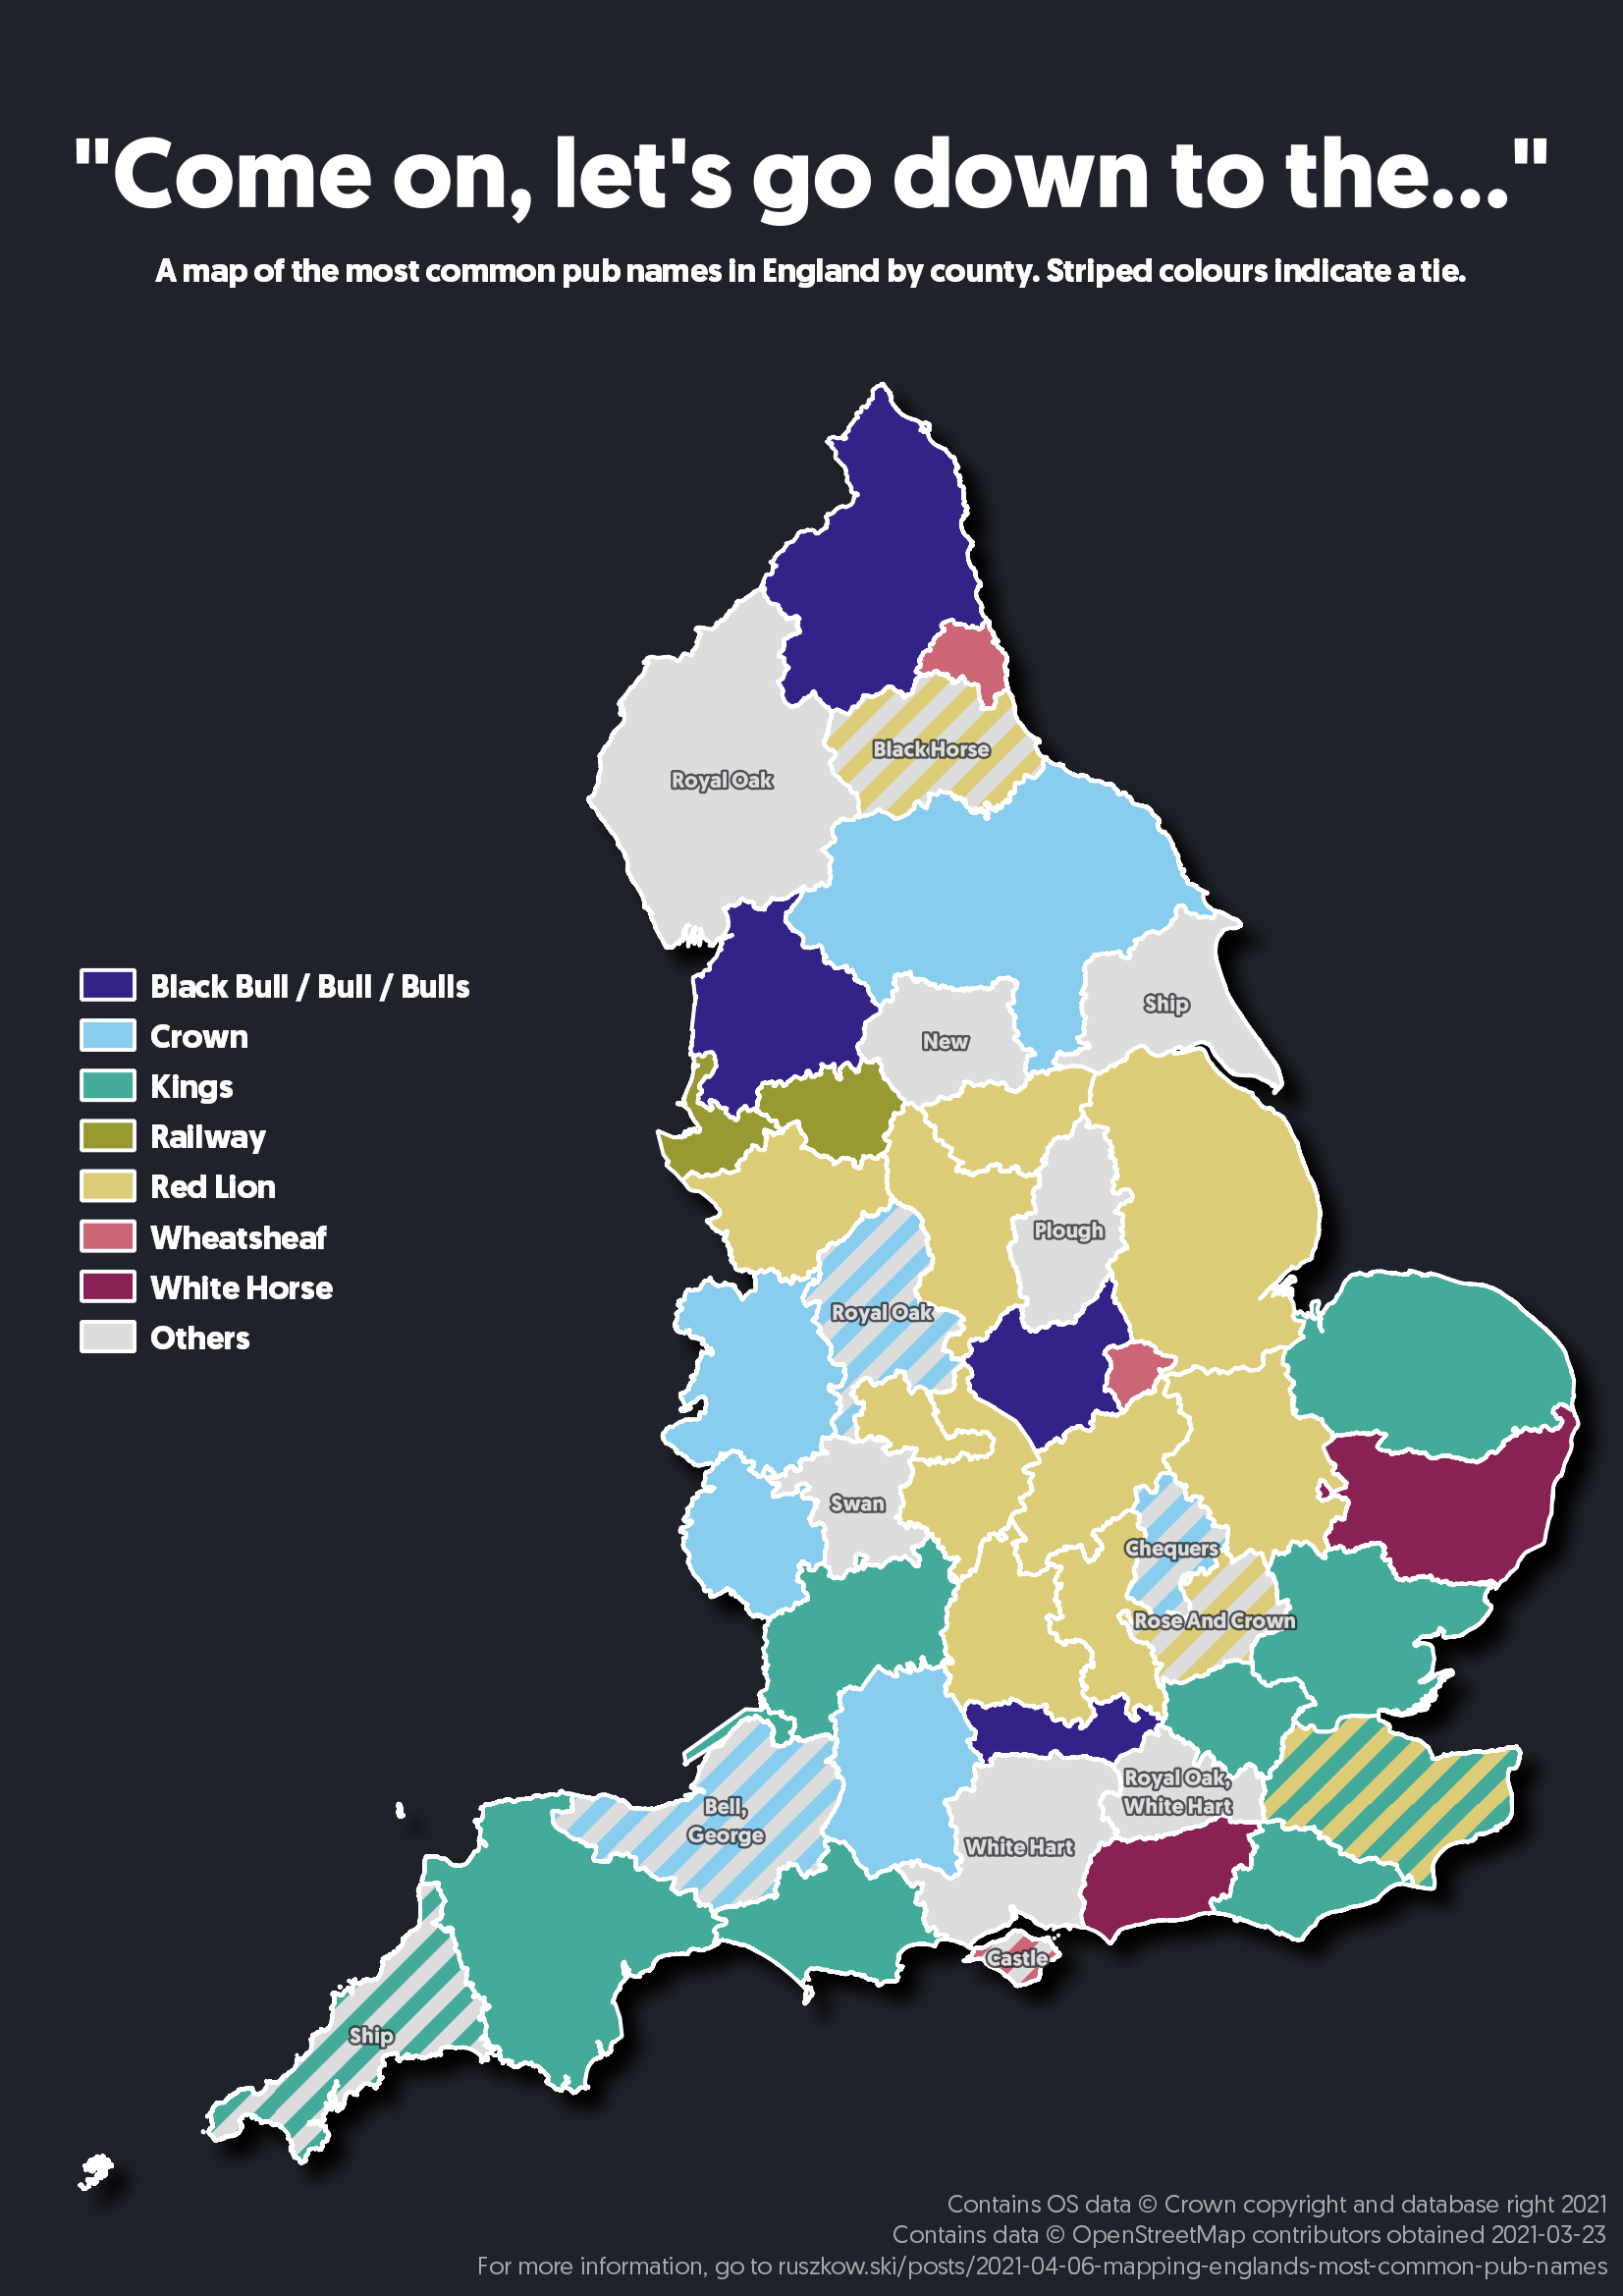 "Come on, let's go down to the..."
A map of the most common pub names in England by county. Striped colours indicate a tie.
Black Horse
Royal Oak
Ship
New
Black Bull / Bull / Bulls
Crown
Kings
Railway
Red Lion
Wheatsheaf
White Horse
Others
Plough
Royal Oak
Swan
Chequers
Rose And Crown
Royal Oak,
White Hart
Bell,
George
White Hart
Castle
Ship
Contains OS data © Crown copyright and database right 2021
Contains data © OpenStreetMap contributors obtained 2021-03-23
For more information, go to ruszkow.ski/posts/2021-04-06-mapping-englands-most-common-pub-names